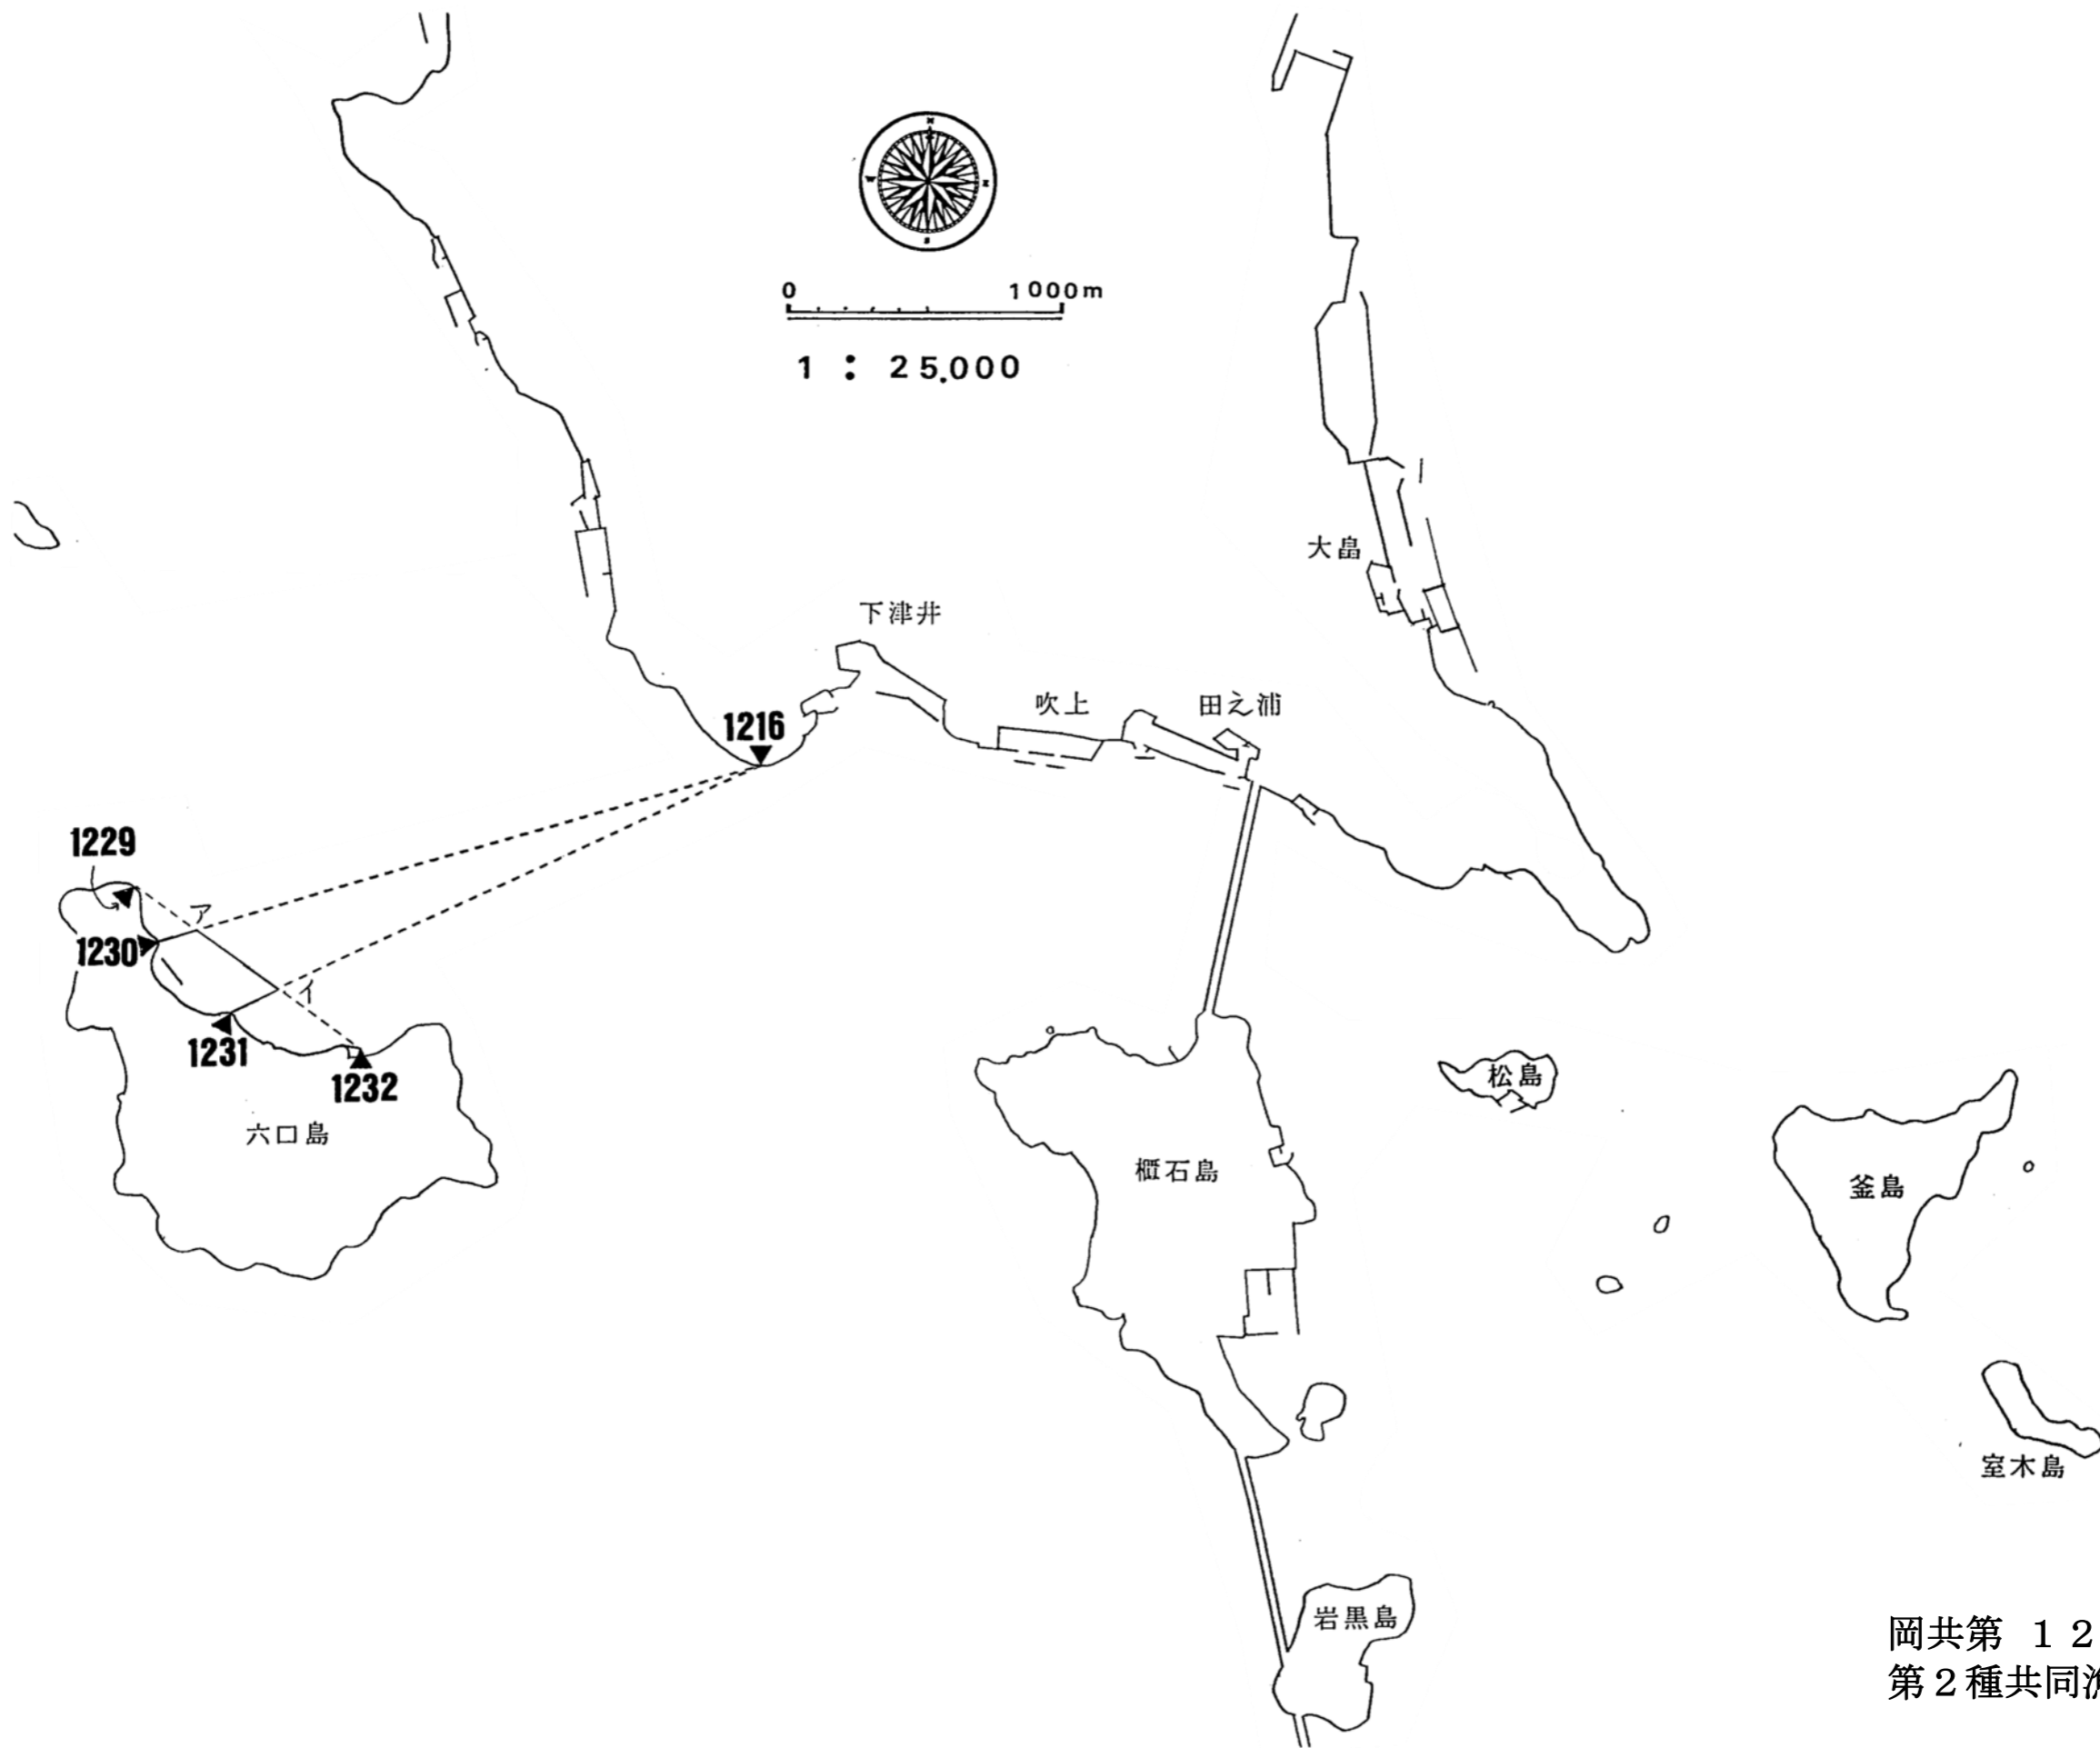 N
W
S
0 1000m
1 : 25.000
大畠
下津井
吹上
田之浦
1216
1229
ア
1230
イ
1231
1232
六口島
松島
櫃石島
釜島
室木島
岩黒島
岡共第 12
第2種共同漁